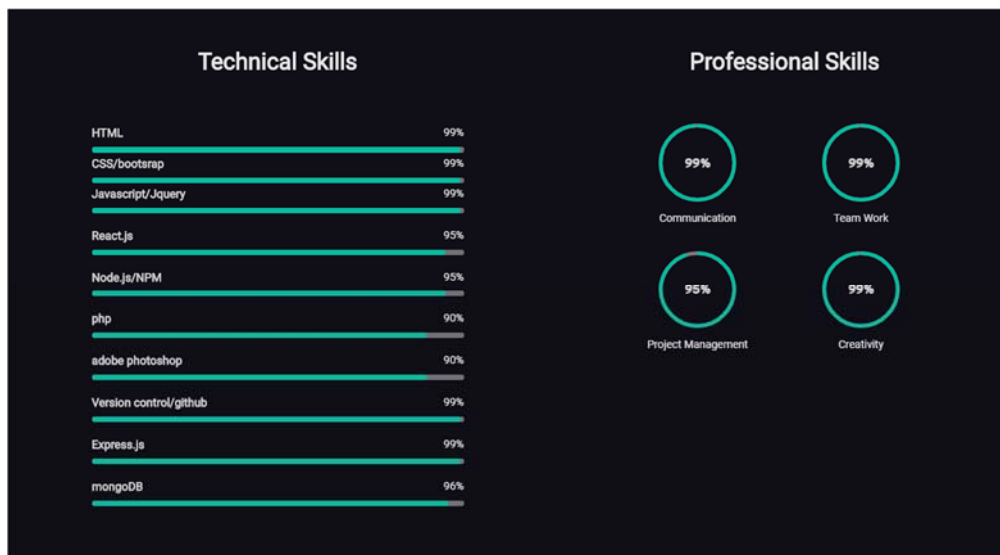 Technical Skills
HTML 99%
CSS/bootsrap 99%
Javascript/Jquery 99%
React.js 95%
Node.js/NPM 95%
php 90%
adobe photoshop 90%
Version control/github 99%
Express.js 99%
mongoDB 96%
Professional Skills
99% 99%
Communication Team Work
95% 99%
Project Management Creativity